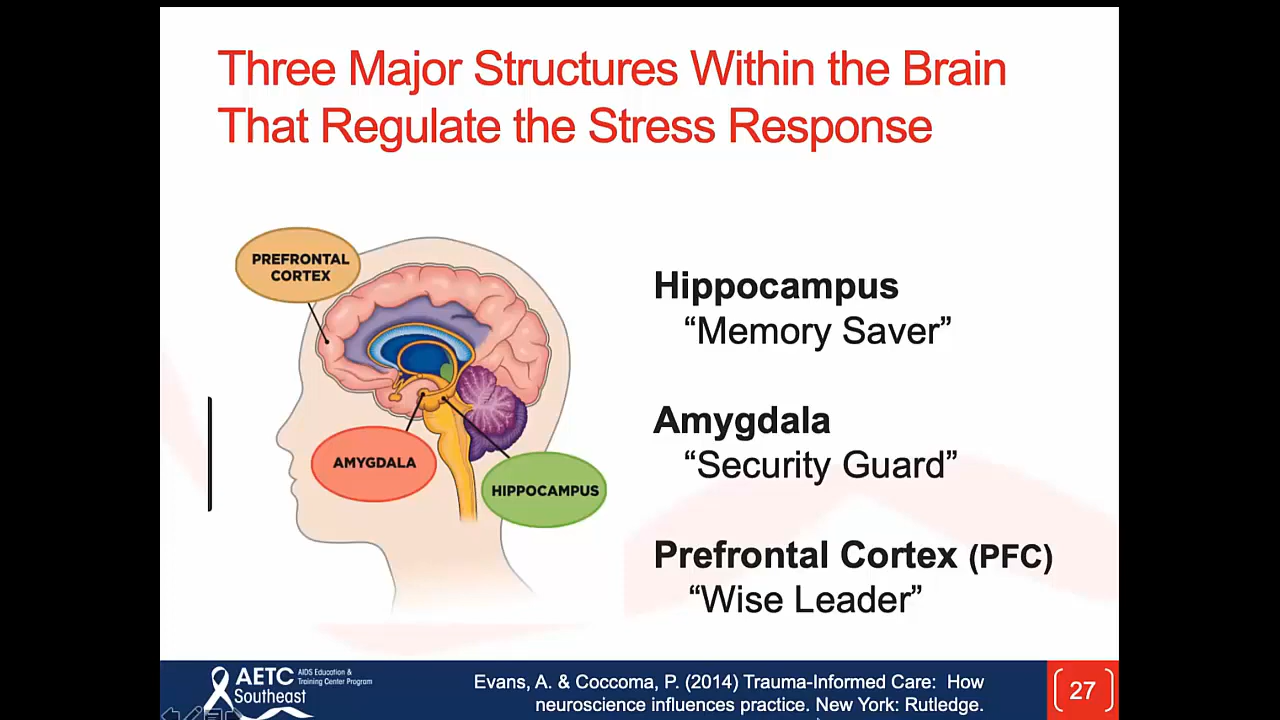 Three Major Structures Within the Brain
That Regulate the Stress Response
PREFRONTAL
CORTEX
AMYGDALA
HIPPOCAMPUS
Hippocampus
“Memory Saver”
Amygdala
“Security Guard”
Prefrontal Cortex (PFC)
“Wise Leader”
AETC
Southeast
AIDS Education &
Training Center Program
Evans, A. & Coccoma, P. (2014) Trauma-Informed Care: How
neuroscience influences practice. New York: Rutledge.
27